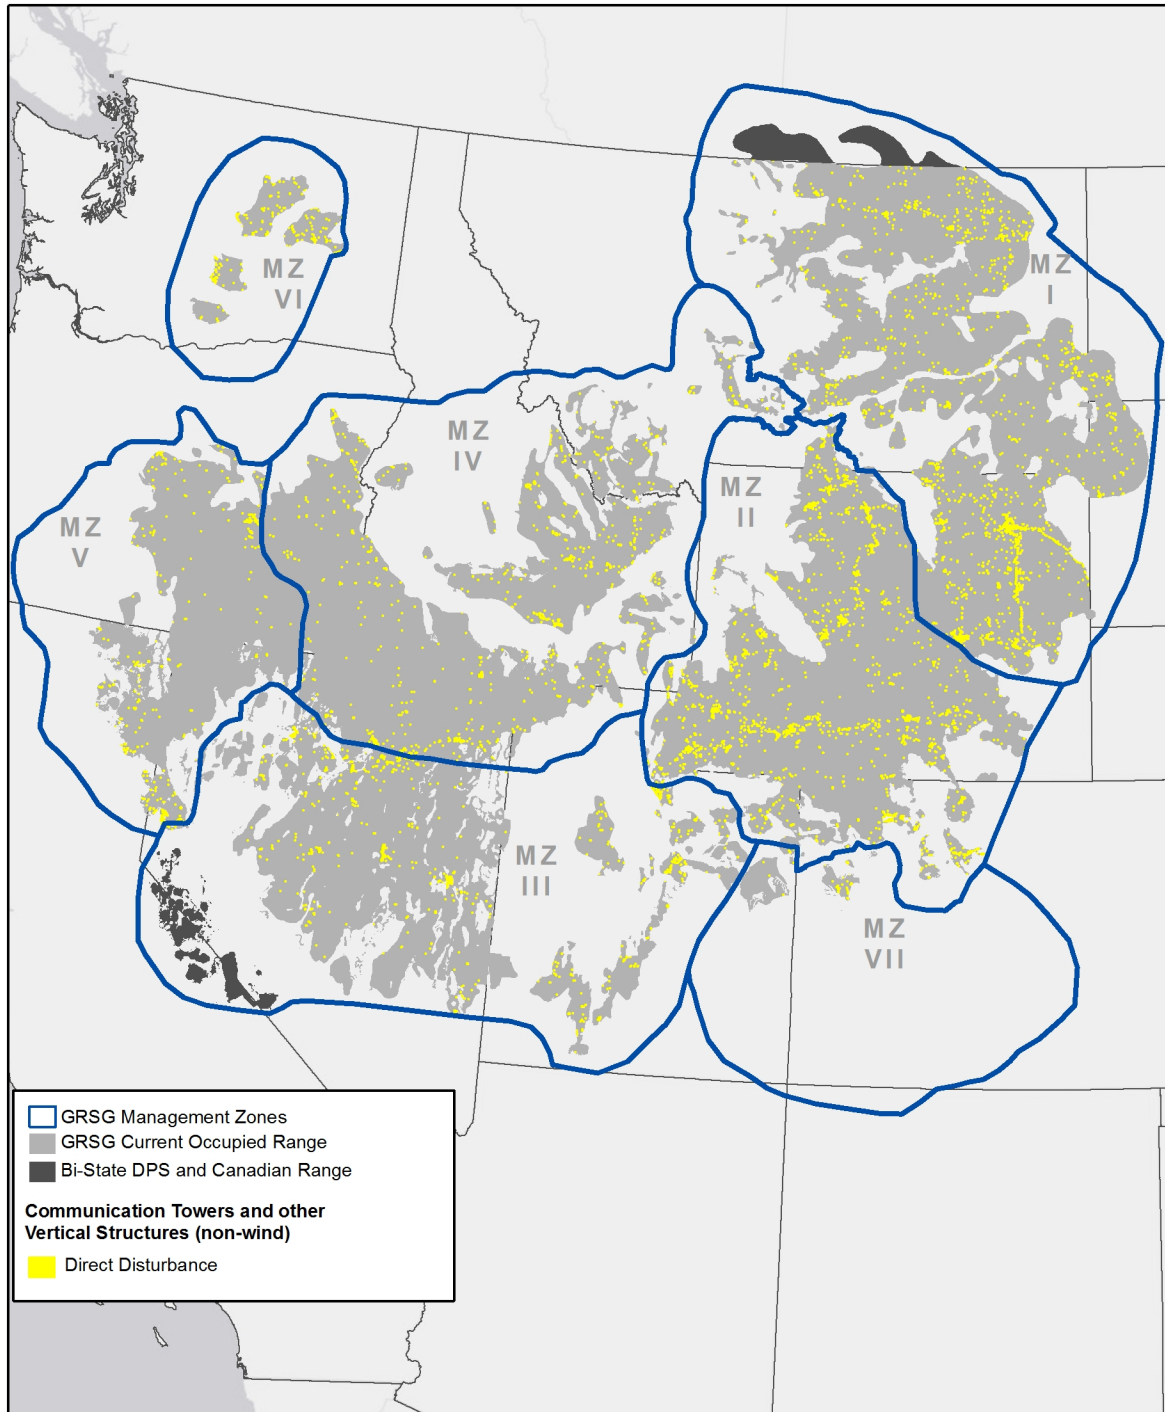 MZ
VI
MZ
I
MZ
IV
MZ
II
MZ
V
MZ
III
MZ
VII
GRSG Management Zones
GRSG Current Occupied Range
Bi-State DPS and Canadian Range
Communication Towers and other
Vertical Structures (non-wind)
Direct Disturbance